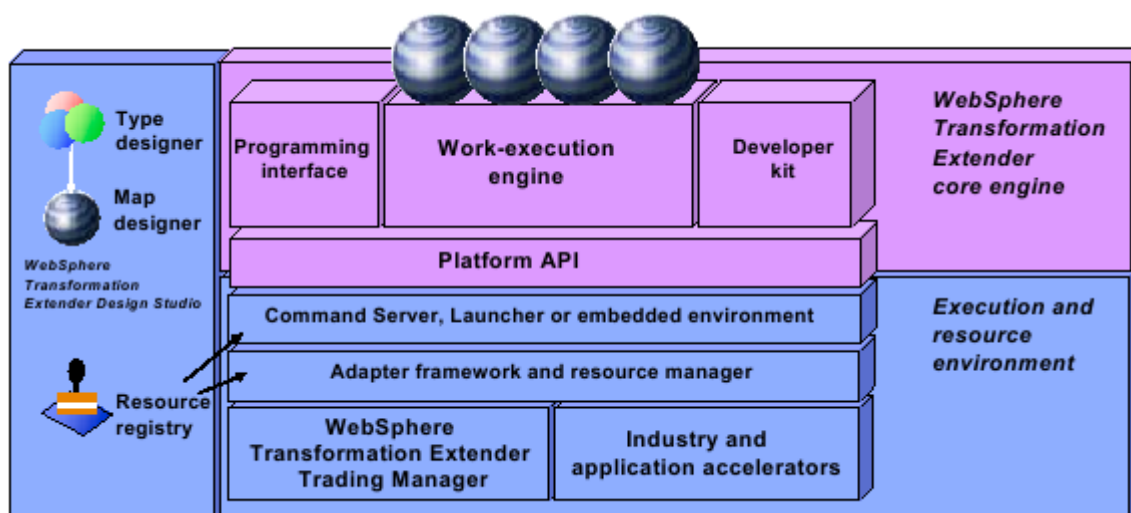 Type
designer
Map
designer
WebSphere
Transformation
Extender Design Studio
Resource
registry
Programming
interface
Work-execution
engine
Developer
kit
Platform API
WebSphere
Transformation
Extender
core engine
Command Server, Launcher or embedded environment
Adapter framework and resource manager
WebSphere
Transformation Extender
Trading Manager
Industry and
application accelerators
Execution and
resource
environment